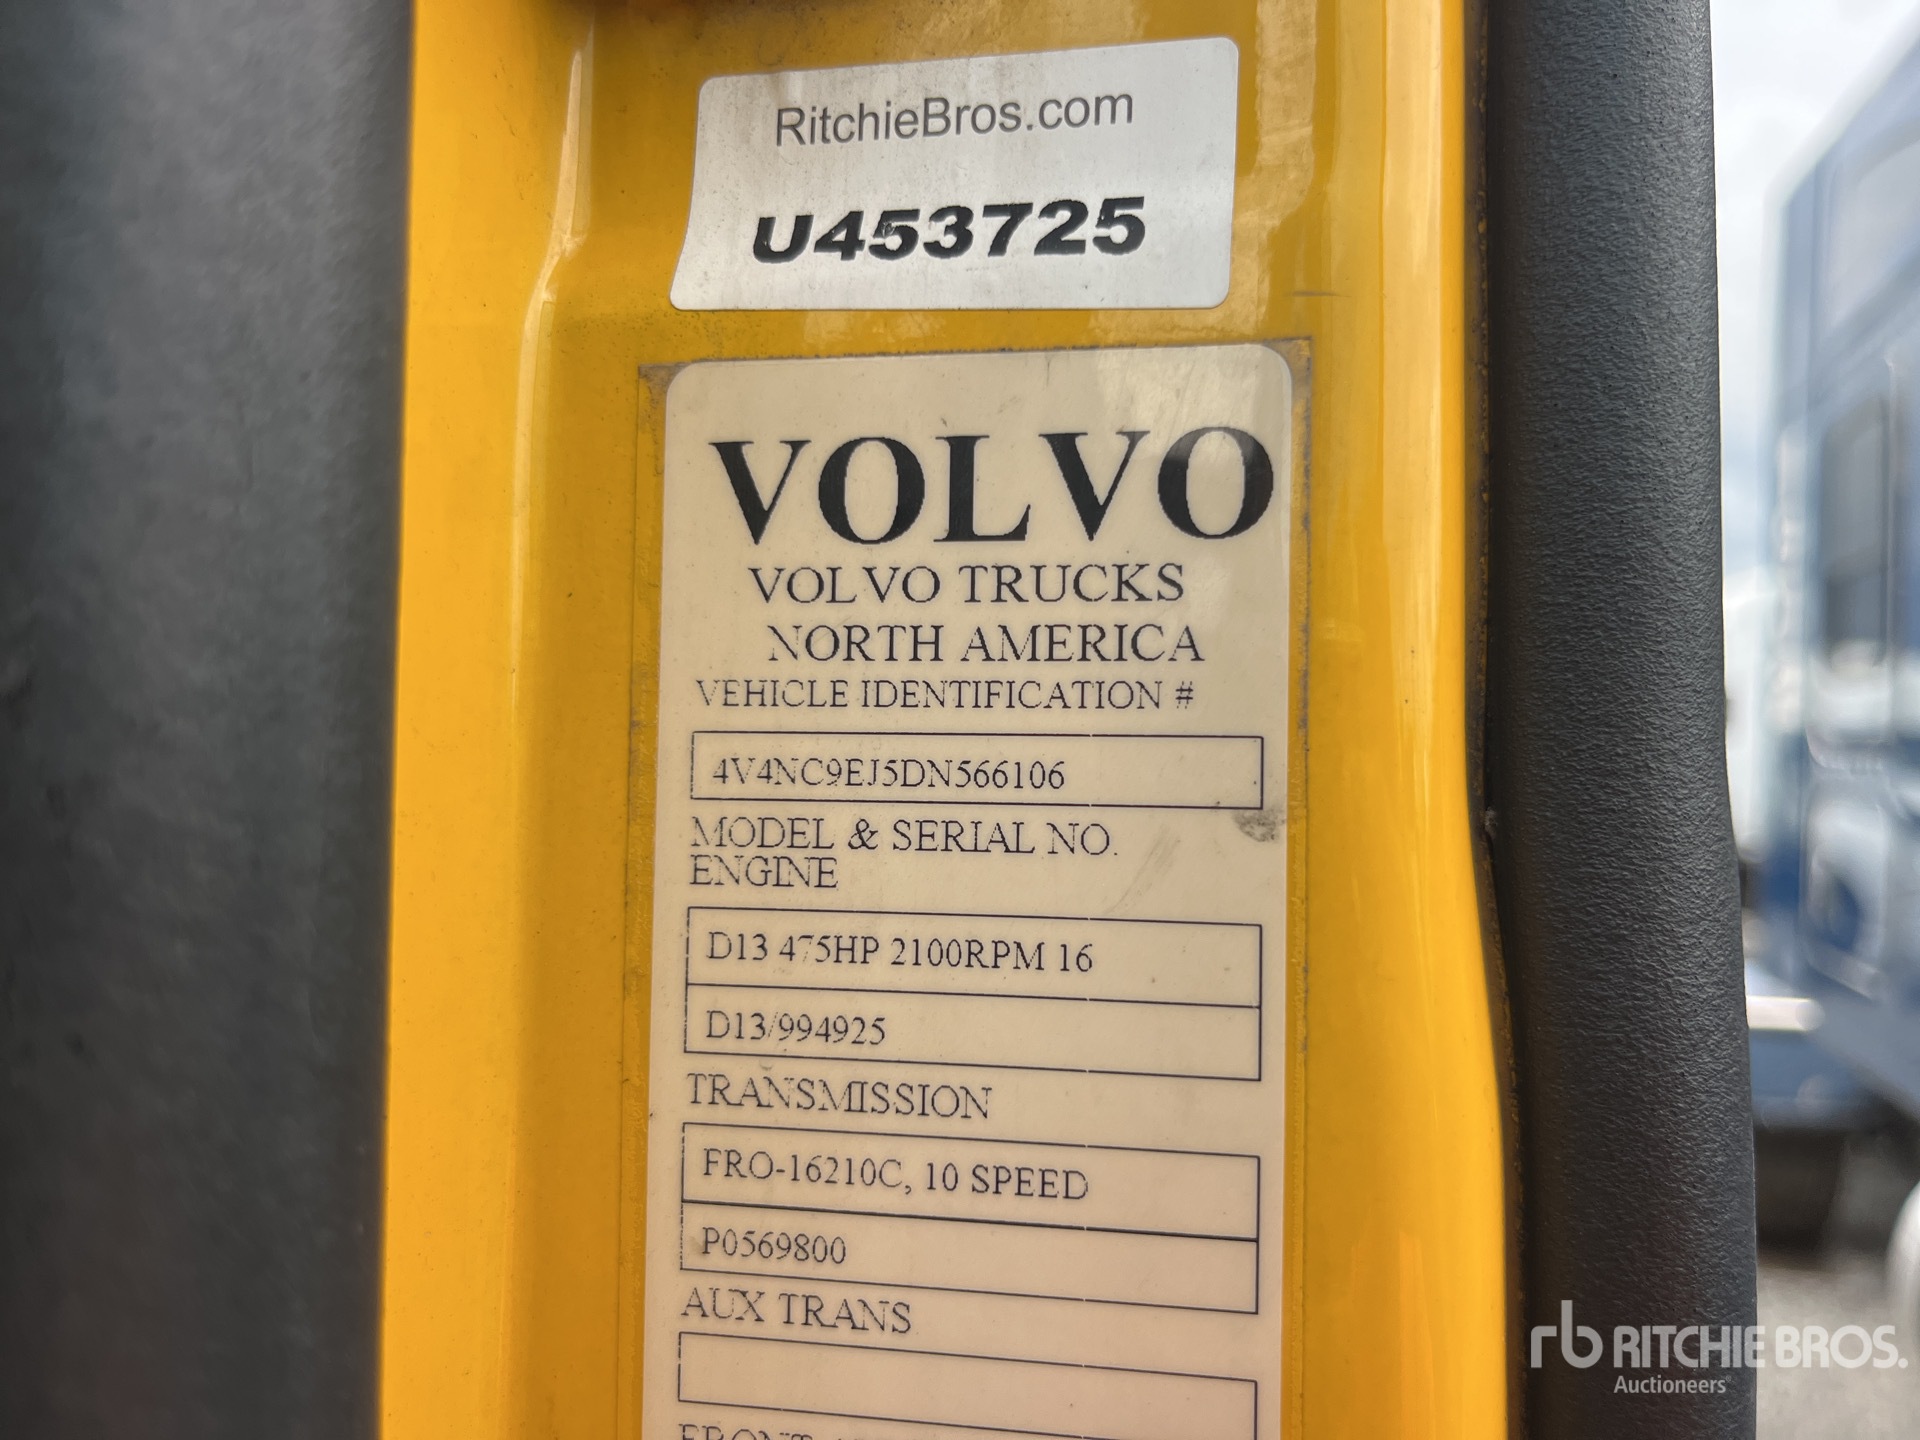 RitchieBros.com
U453725
VOLVO
VOLVO TRUCKS
NORTH AMERICA
VEHICLE IDENTIFICATION #
4V4NC9EJ5DN566106
MODEL & SERIAL NO.
ENGINE
D13 475HP 2100RPM 16
D13/994925
TRANSMISSION
FRO-16210C, 10 SPEED
P0569800
AUX TRANS
rb RITCHIE BROS.
Auctioneers